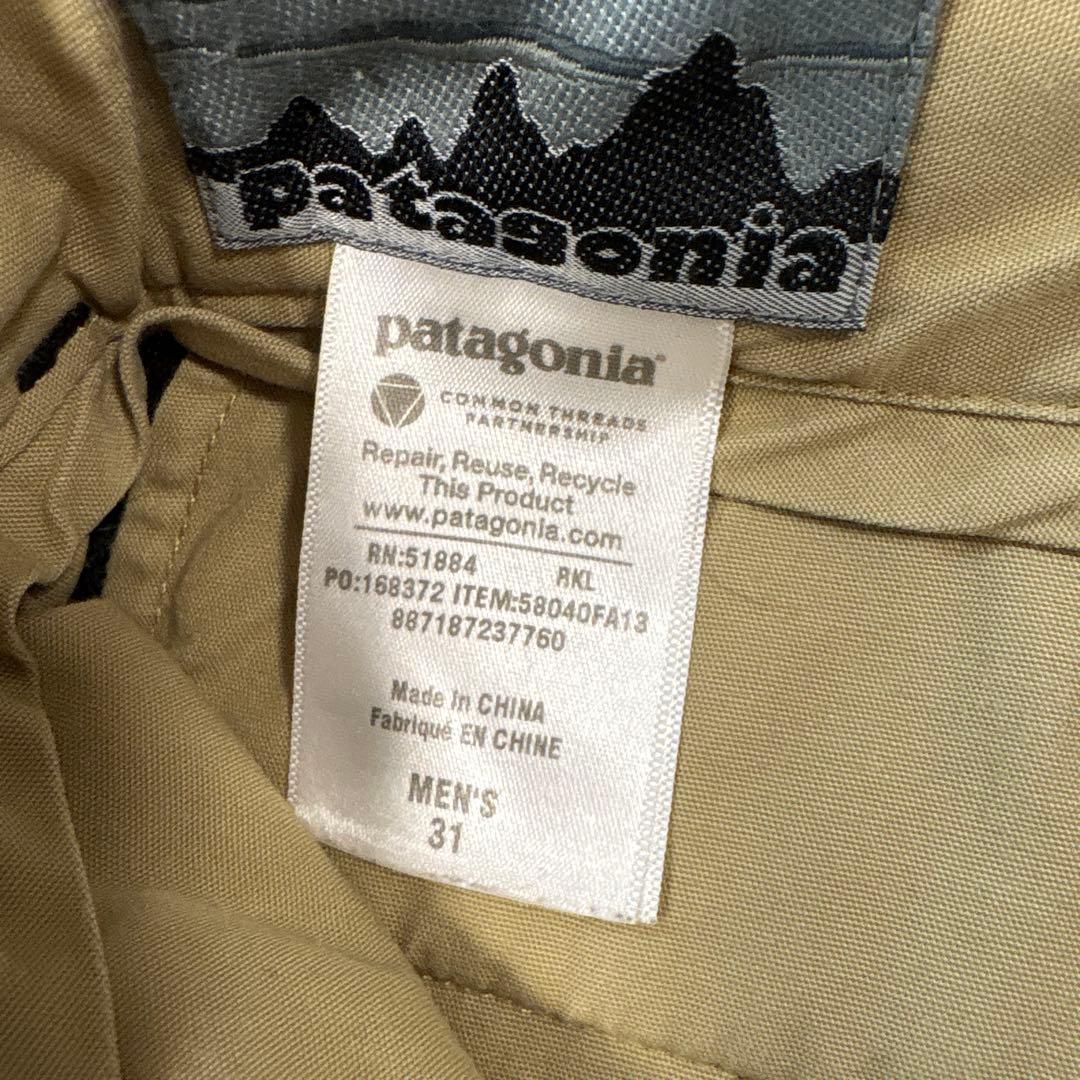 patagonia
patagonia®
COMMON THREADS
PARTNERSHIP
Repair, Reuse, Recycle
This Product
www.patagonia.com
RN:51884 RKL
PO:168372 ITEM:58040FA13
887187237760
Made in CHINA
Fabriqué EN CHINE
MEN'S
31